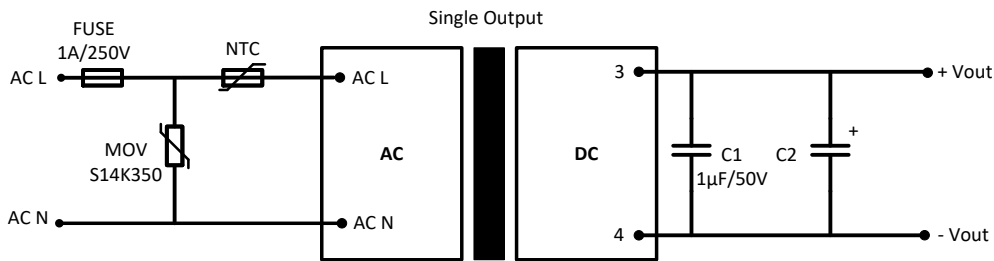 Single Output
FUSE
1A/250V
NTC
AC L
AC L
3
+ Vout
MOV
S14K350
AC
DC
C1
1µF/50V
C2
+
AC N
AC N
4
- Vout